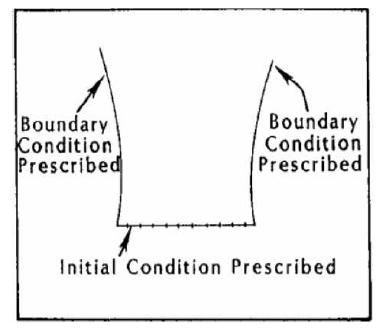 Boundary
Condition
Prescribed
Boundary
Condition
Prescribed
Initial Condition Prescribed